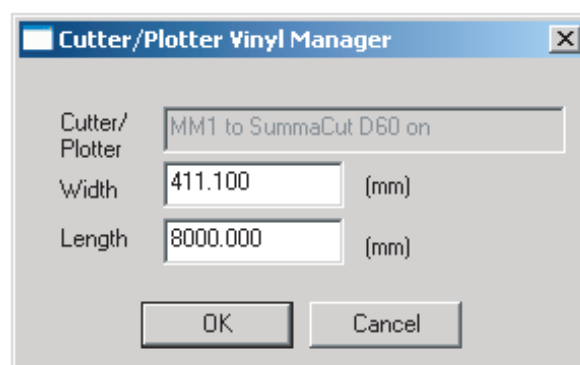 Cutter/Plotter Vinyl Manager
Cutter/
Plotter
MM1 to SummaCut D60 on
Width 411.100 (mm)
Length 8000.000 (mm)
OK Cancel